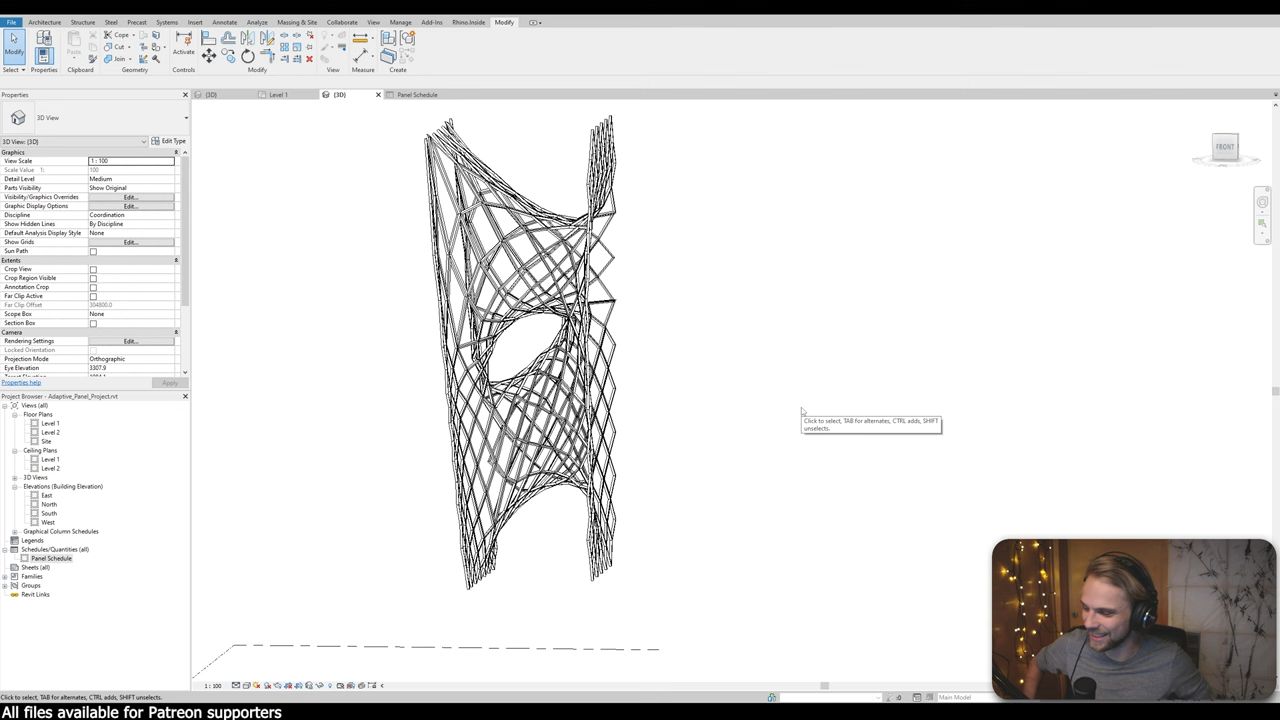 File Architecture Structure Steel Precast Systems Insert Annotate Analyze Massing & Site Collaborate View Manage Add-Ins Rhino.Inside Modify
Cope
Cut
Join
Modify
Properties
Paste
Activate
Select Properties Clipboard Geometry Controls Modify View Measure Create
Properties
{3D} Level 1 {3D} Panel Schedule
3D View
3D View: {3D} Edit Type
Graphics
View Scale 1 : 100
Scale Value 1: 100
Detail Level Medium
Parts Visibility Show Original
Visibility/Graphics Overrides Edit...
Graphic Display Options Edit...
Discipline Coordination
Show Hidden Lines By Discipline
Default Analysis Display Style None
Show Grids Edit...
Sun Path
Extents
Crop View
Crop Region Visible
Annotation Crop
Far Clip Active
Far Clip Offset 304800.0
Scope Box None
Section Box
Camera
Rendering Settings Edit...
Locked Orientation
Projection Mode Orthographic
Eye Elevation 3307.9
Properties help Apply
Project Browser - Adaptive_Panel_Project.rvt
Views (all)
Floor Plans
Level 1
Level 2
Site
Ceiling Plans
Level 1
Level 2
3D Views
Elevations (Building Elevation)
East
North
South
West
Graphical Column Schedules
Legends
Schedules/Quantities (all)
Panel Schedule
Sheets (all)
Families
Groups
Revit Links
FRONT
Click to select, TAB for alternates, CTRL adds, SHIFT
unselects.
1 : 100
Click to select, TAB for alternates, CTRL adds, SHIFT unselects.
:0
Main Model
All files available for Patreon supporters